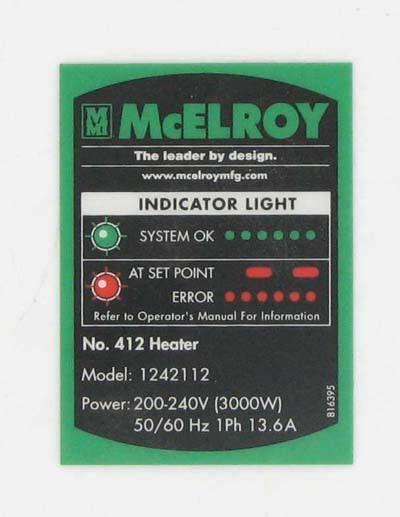 MM McELROY
The leader by design.
www.mcelroymfg.com
INDICATOR LIGHT
SYSTEM OK
AT SET POINT
ERROR
Refer to Operator's Manual For Information
No. 412 Heater
Model: 1242112
Power: 200-240V (3000W)
50/60 Hz 1Ph 13.6A
816395